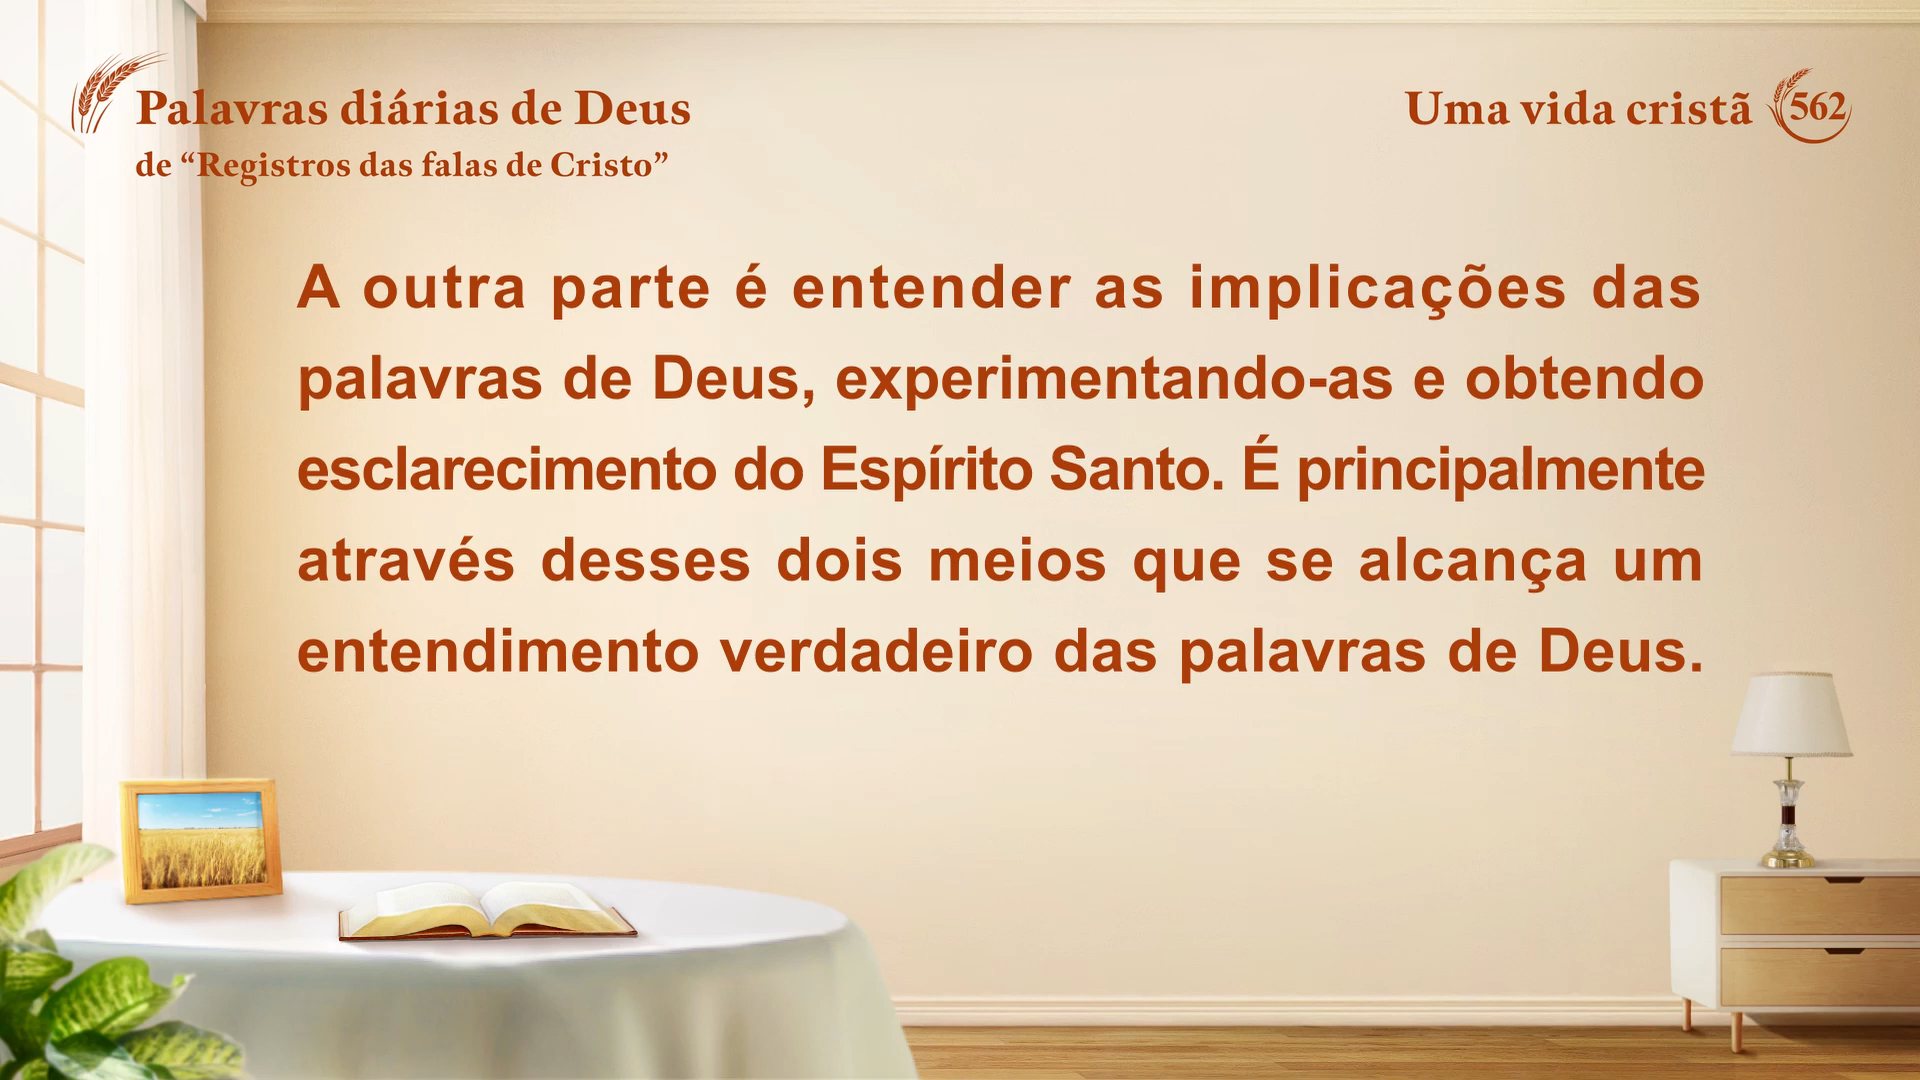 Palavras diárias de Deus
de “Registros das falas de Cristo”
Uma vida cristã 562
A outra parte é entender as implicações das
palavras de Deus, experimentando-as e obtendo
esclarecimento do Espírito Santo. É principalmente
através desses dois meios que se alcança um
entendimento verdadeiro das palavras de Deus.